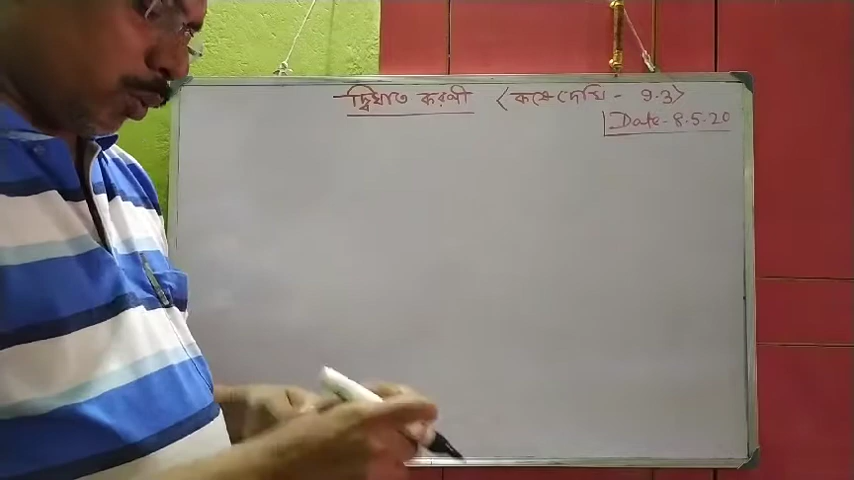 দ্বিঘাত করণী (কষে দেখি - 9.3)
Date - 8.5.20